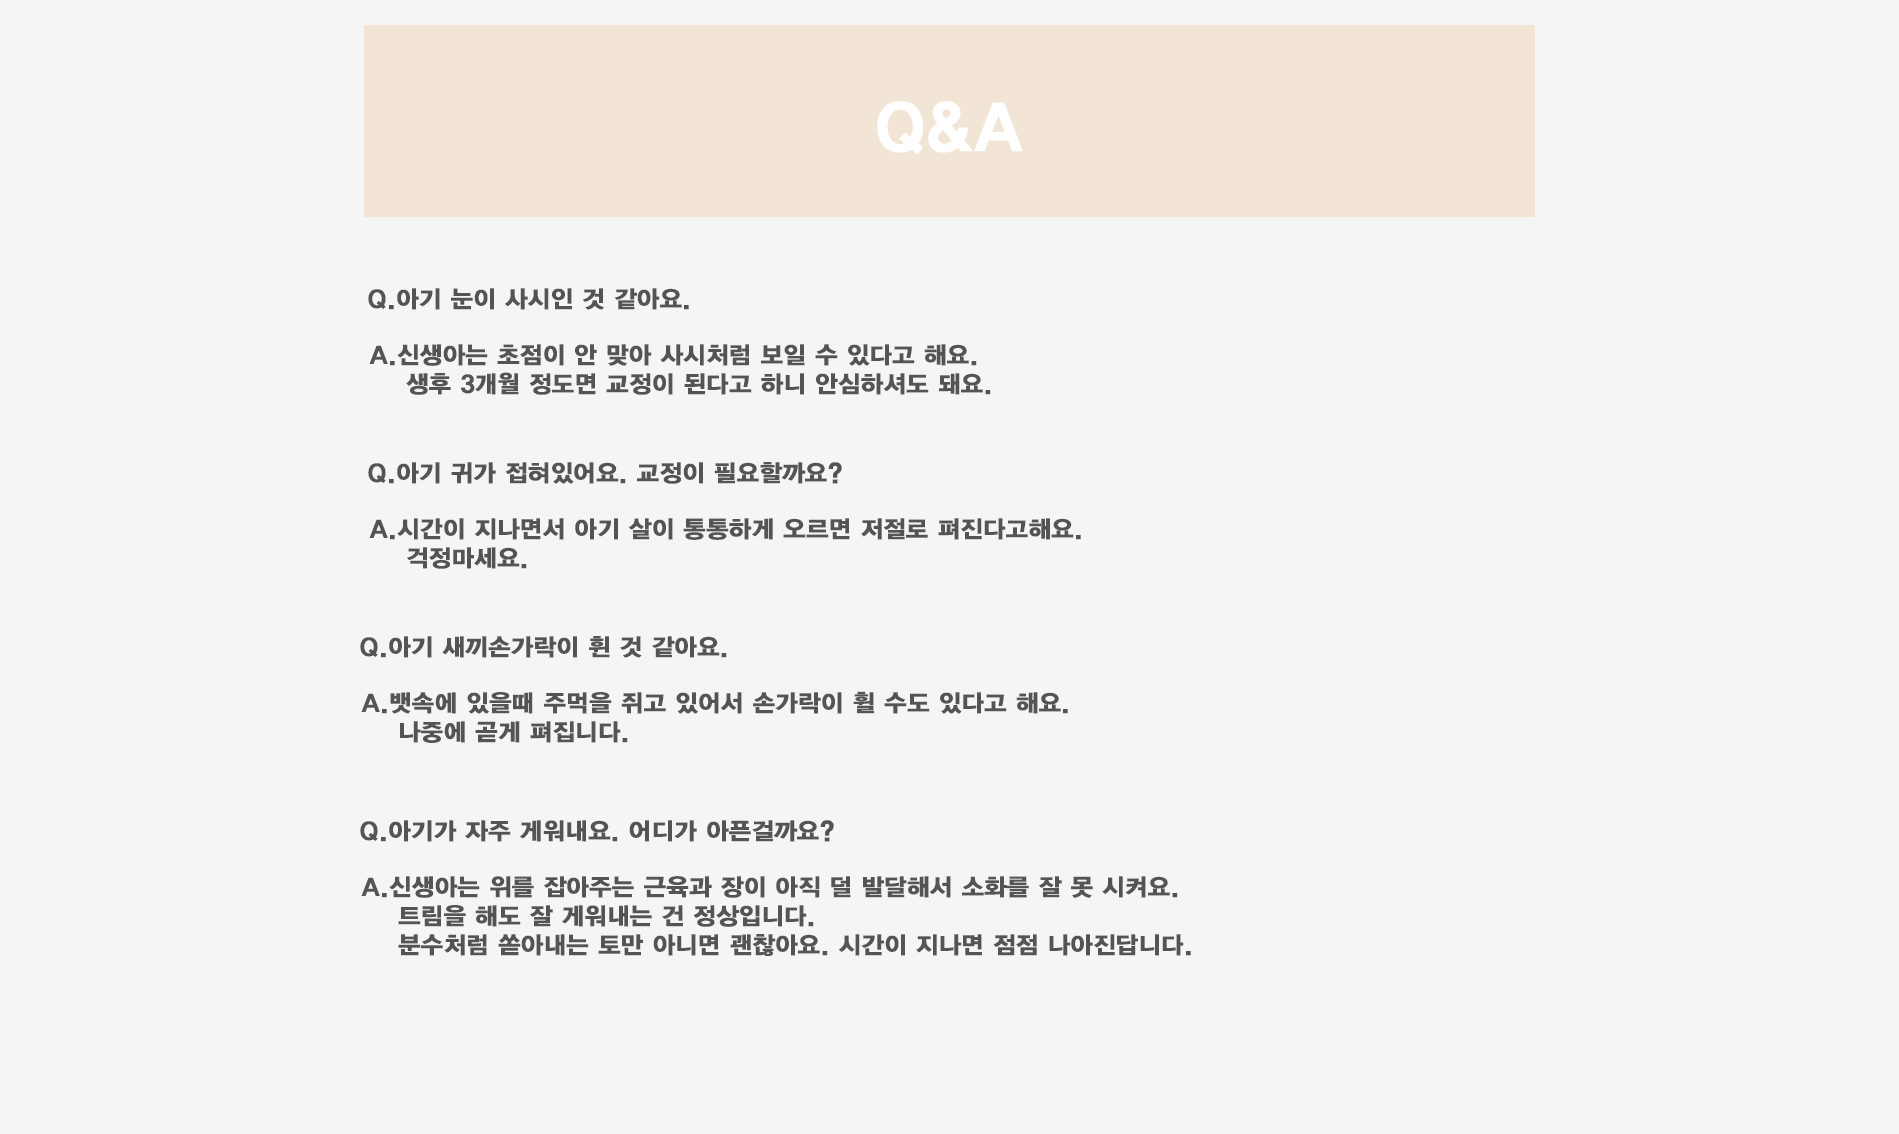 Q&A
Q.아기 눈이 사시인 것 같아요.
A.신생아는 초점이 안 맞아 사시처럼 보일 수 있다고 해요.
생후 3개월 정도면 교정이 된다고 하니 안심하셔도 돼요.
Q.아기 귀가 접혀있어요. 교정이 필요할까요?
A.시간이 지나면서 아기 살이 통통하게 오르면 저절로 펴진다고해요.
걱정마세요.
Q.아기 새끼손가락이 휜 것 같아요.
A.뱃속에 있을때 주먹을 쥐고 있어서 손가락이 휠 수도 있다고 해요.
나중에 곧게 펴집니다.
Q.아기가 자주 게워내요. 어디가 아픈걸까요?
A.신생아는 위를 잡아주는 근육과 장이 아직 덜 발달해서 소화를 잘 못 시켜요.
트림을 해도 잘 게워내는 건 정상입니다.
분수처럼 쏟아내는 토만 아니면 괜찮아요. 시간이 지나면 점점 나아진답니다.